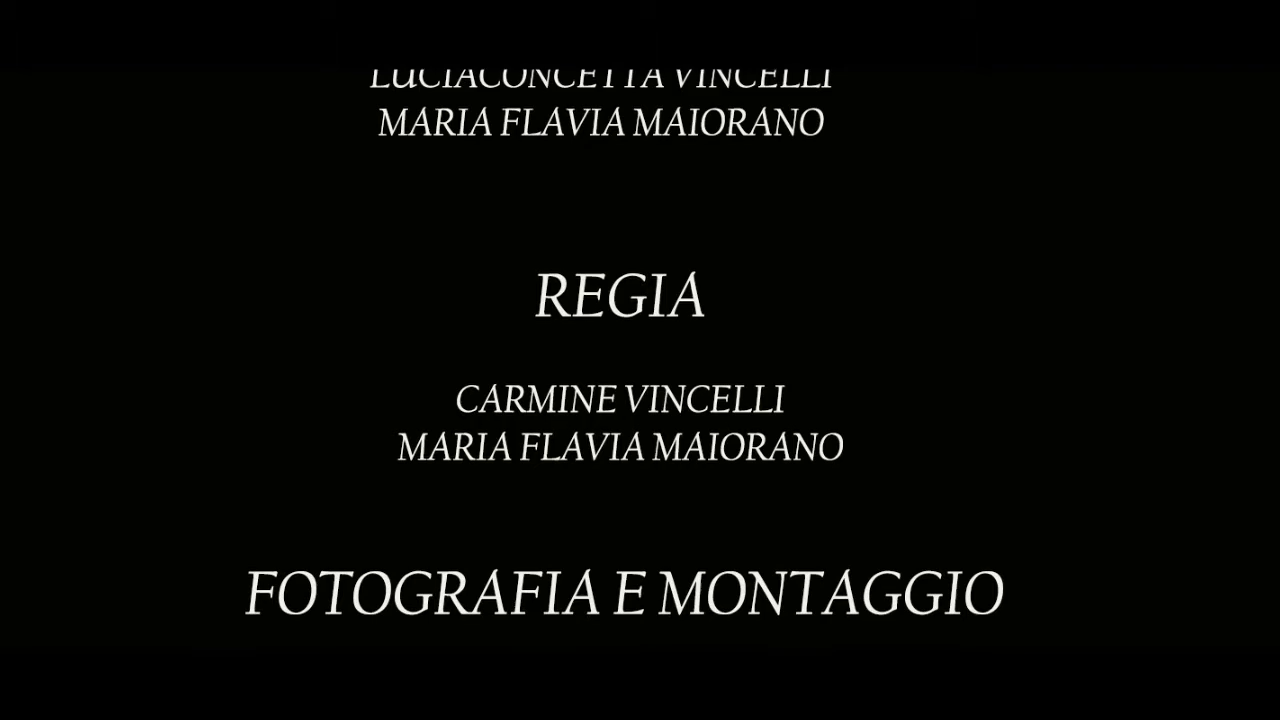 LUCIACONCETTA VINCELLI
MARIA FLAVIA MAIORANO
REGIA
CARMINE VINCELLI
MARIA FLAVIA MAIORANO
FOTOGRAFIA E MONTAGGIO